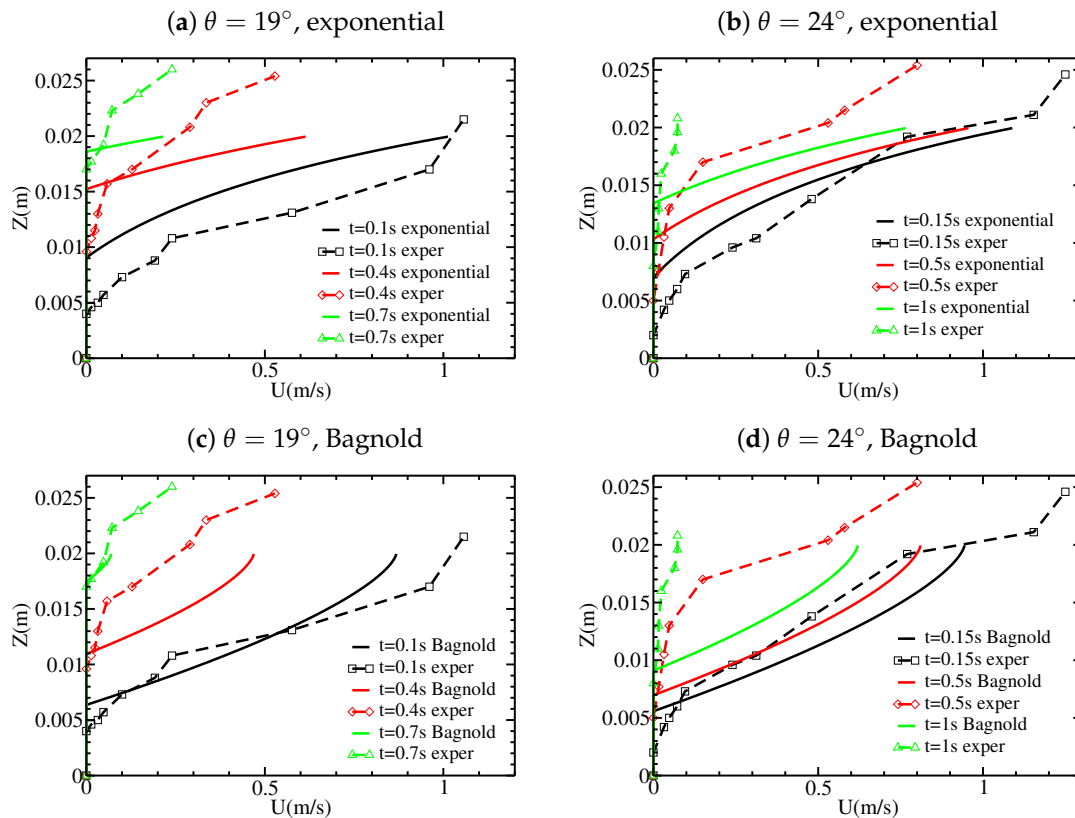 (a) θ = 19°, exponential
0.025
0.02
0.015
0.01
0.005
0
Z(m)
t=0.1s exponential
t=0.1s exper
t=0.4s exponential
t=0.4s exper
t=0.7s exponential
t=0.7s exper
0 0.5 1
U(m/s)
(b) θ = 24°, exponential
0.025
0.02
0.015
0.01
0.005
0
Z(m)
t=0.15s exponential
t=0.15s exper
t=0.5s exponential
t=0.5s exper
t=1s exponential
t=1s exper
0 0.5 1
U(m/s)
(c) θ = 19°, Bagnold
0.025
0.02
0.015
0.01
0.005
0
Z(m)
t=0.1s Bagnold
t=0.1s exper
t=0.4s Bagnold
t=0.4s exper
t=0.7s Bagnold
t=0.7s exper
0 0.5 1
U(m/s)
(d) θ = 24°, Bagnold
0.025
0.02
0.015
0.01
0.005
0
Z(m)
t=0.15s Bagnold
t=0.15s exper
t=0.5s Bagnold
t=0.5s exper
t=1s Bagnold
t=1s exper
0 0.5 1
U(m/s)